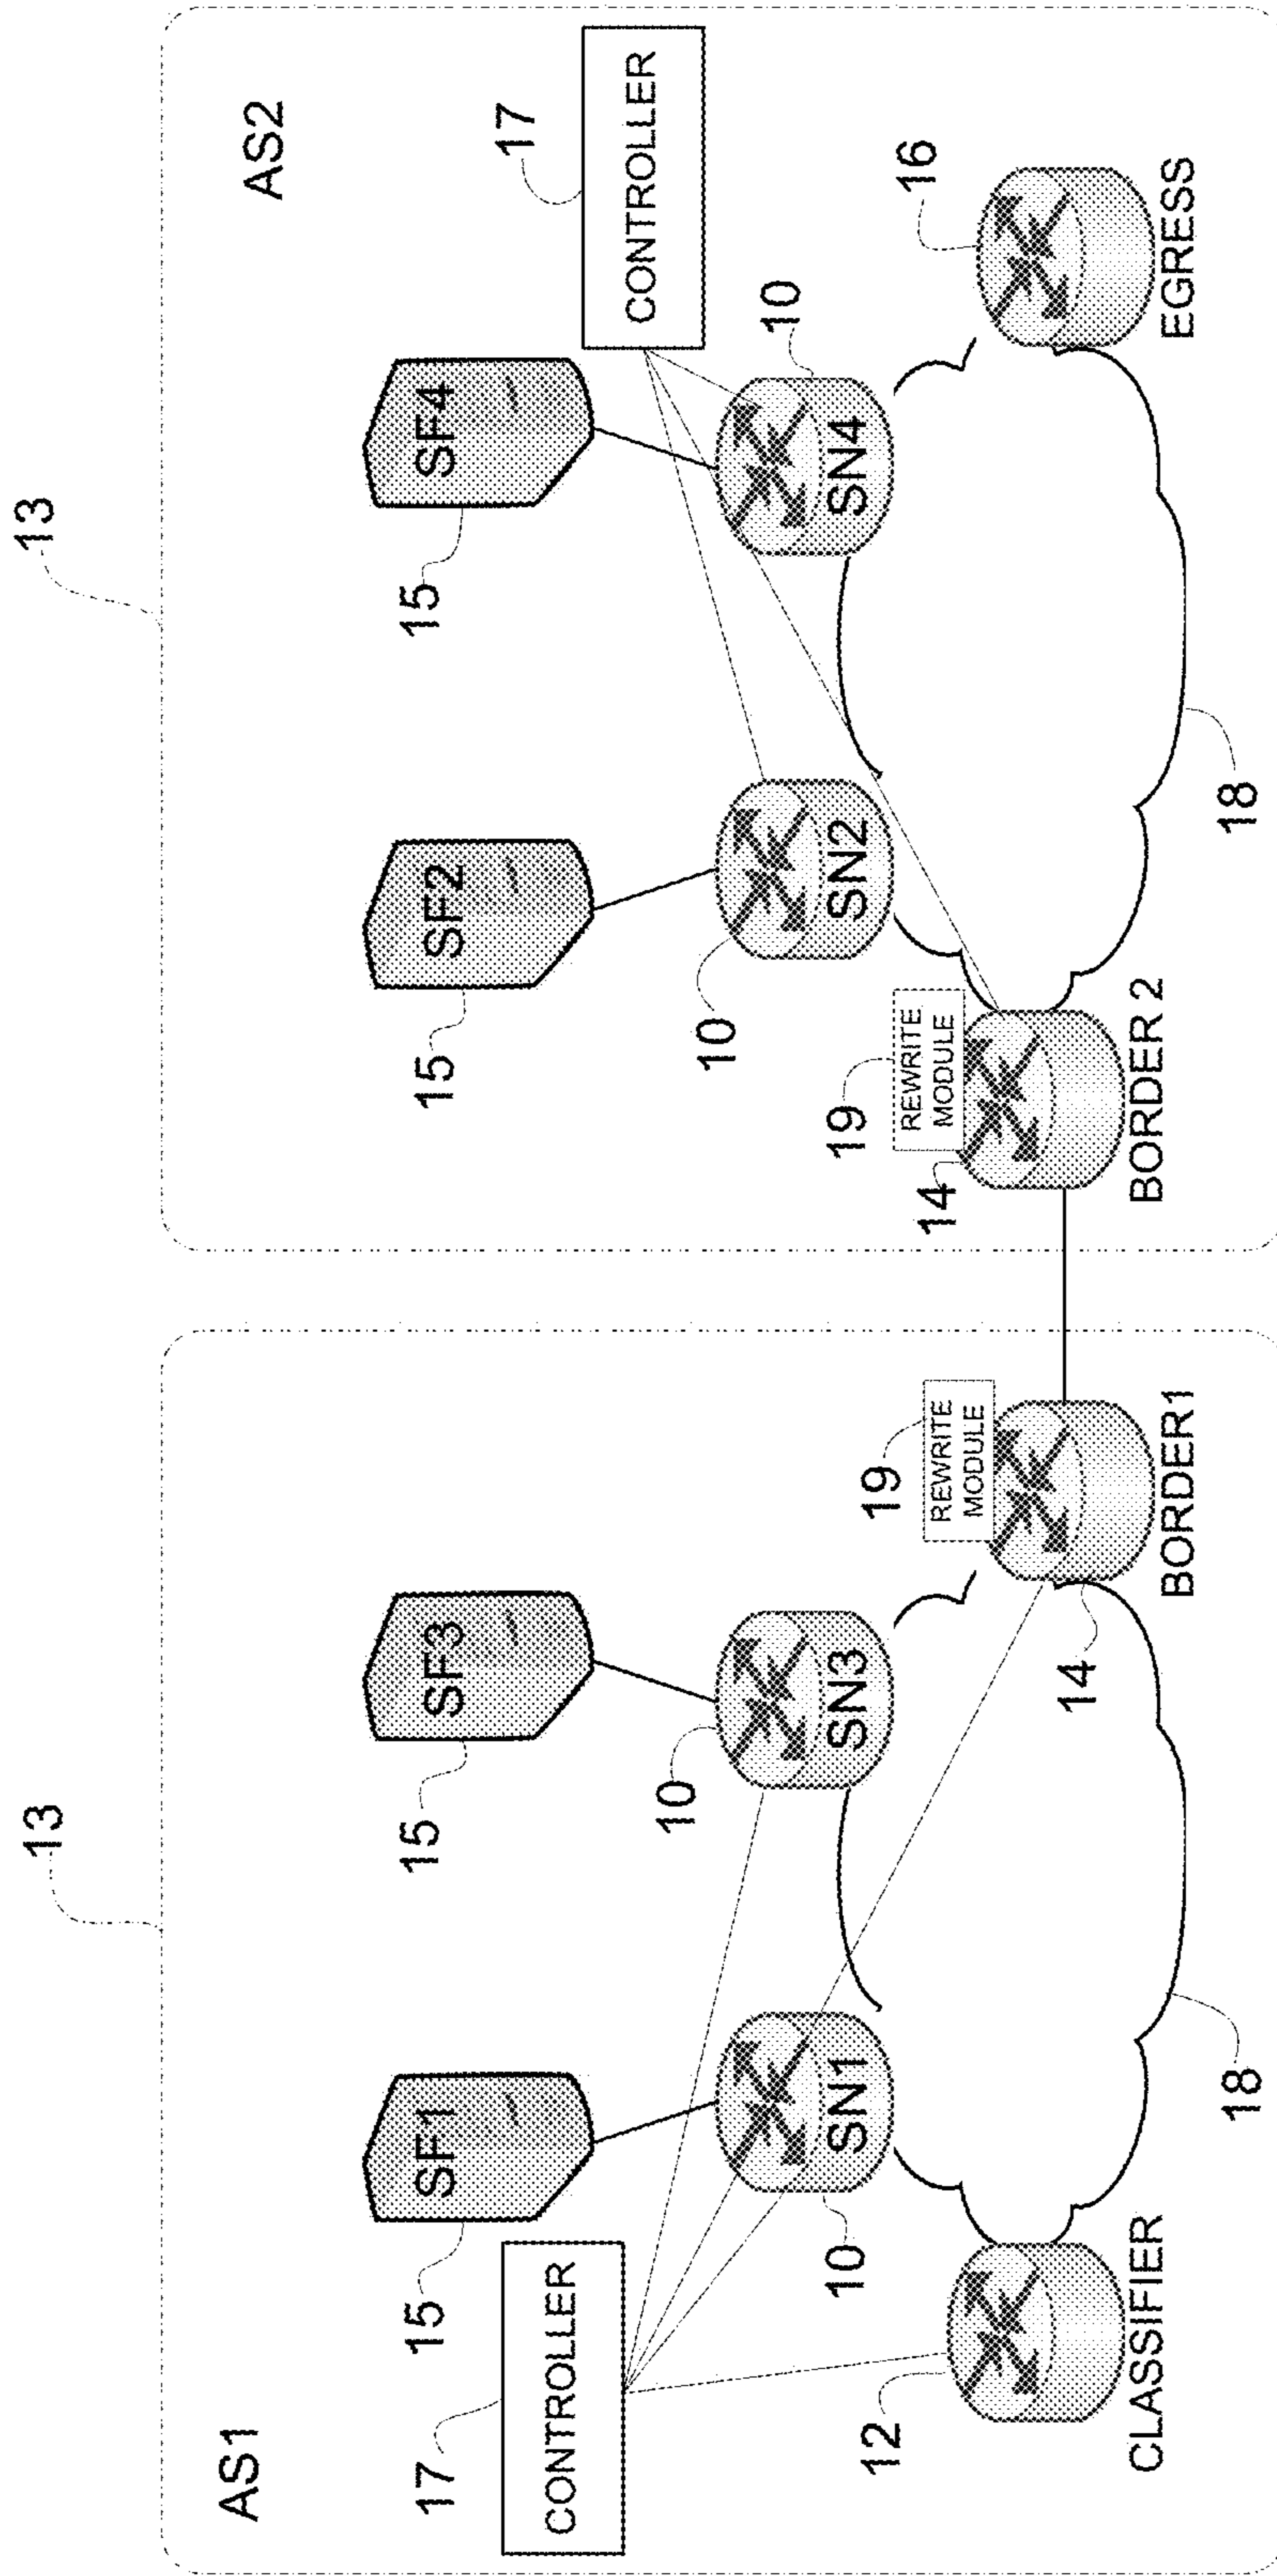 13
13
AS1
AS2
17
CONTROLLER
15
SF1
15
SF3
15
SF2
15
SF4
17
CONTROLLER
10
SN1
10
SN3
10
SN2
10
SN4
12
CLASSIFIER
19
REWRITE
MODULE
14
BORDER1
19
REWRITE
MODULE
14
BORDER 2
16
EGRESS
18
18